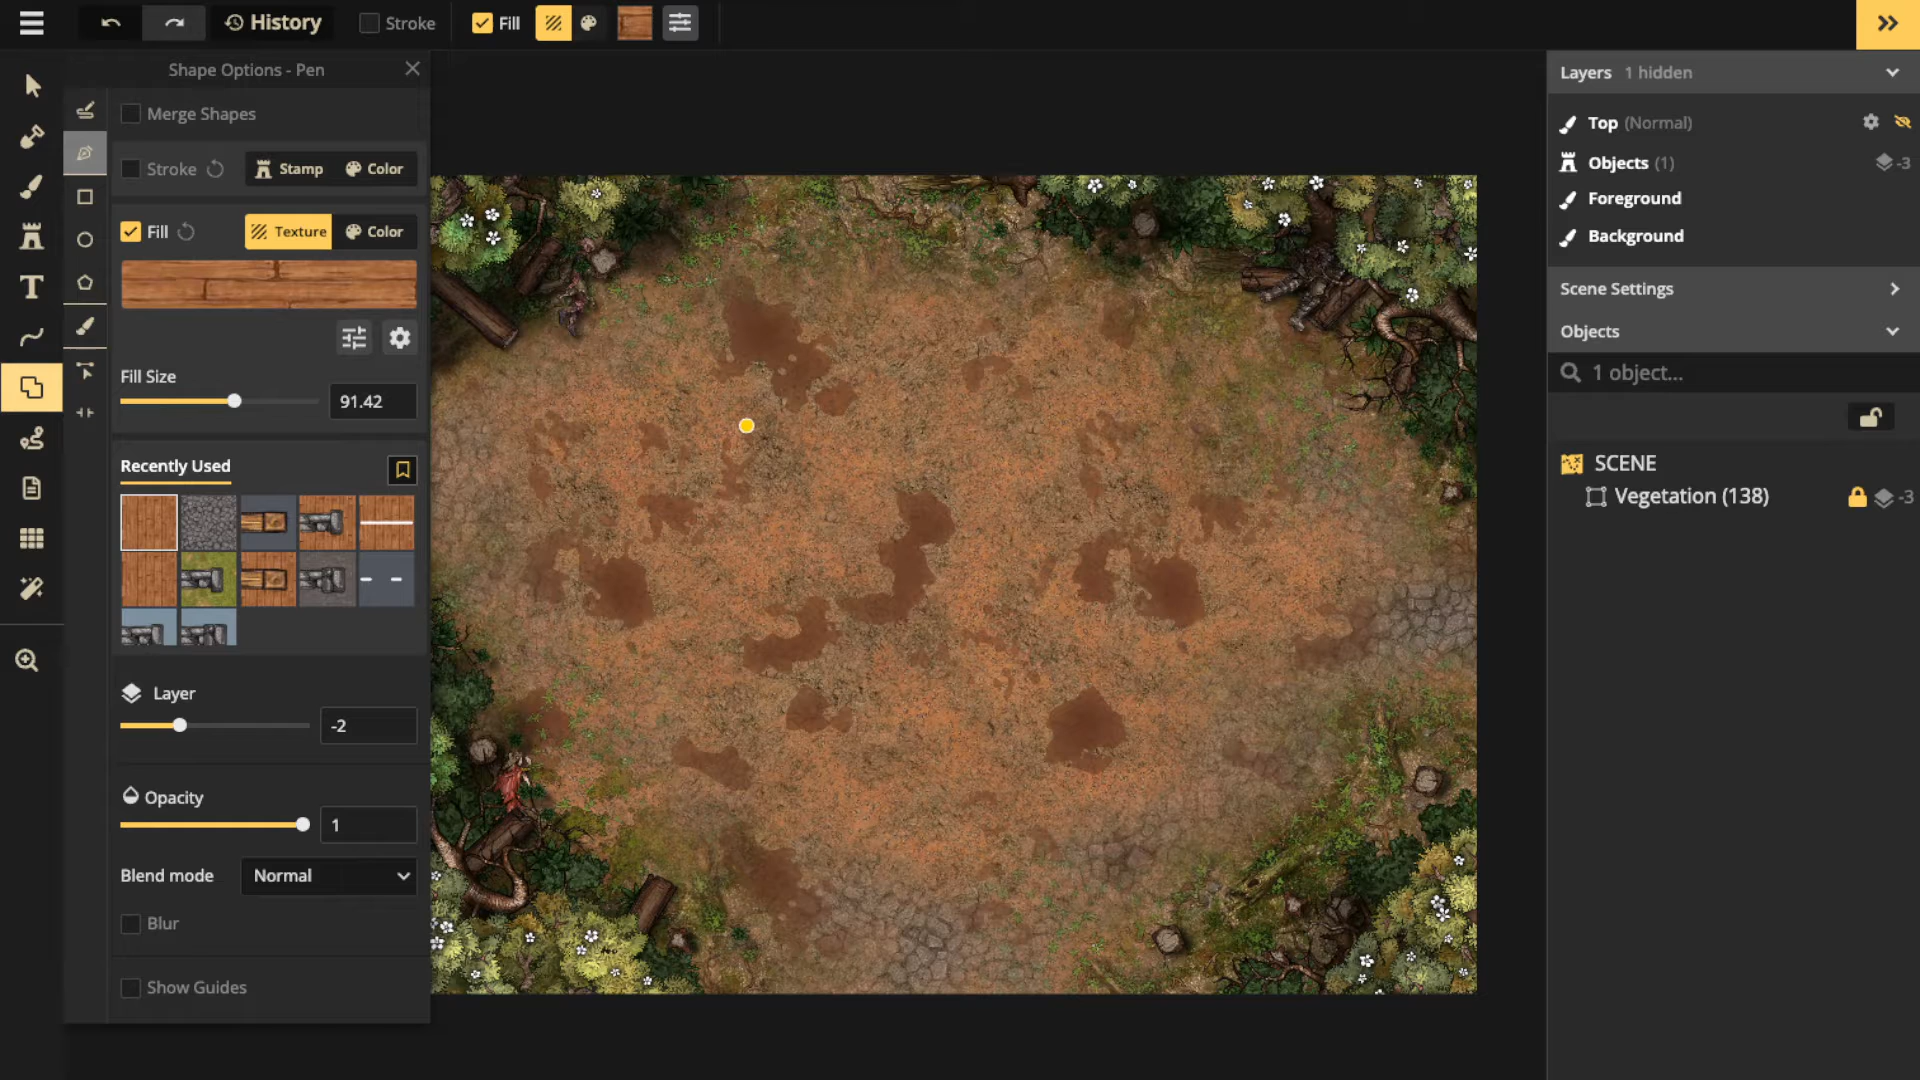 History
Stroke
Fill
Shape Options - Pen
Merge Shapes
Stroke
Stamp
Color
Fill
Texture
Color
Fill Size
91.42
Recently Used
Layer
-2
Opacity
1
Blend mode
Normal
Blur
Show Guides
Layers 1 hidden
Top (Normal)
Objects (1)
-3
Foreground
Background
Scene Settings
Objects
1 object...
SCENE
Vegetation (138)
-3